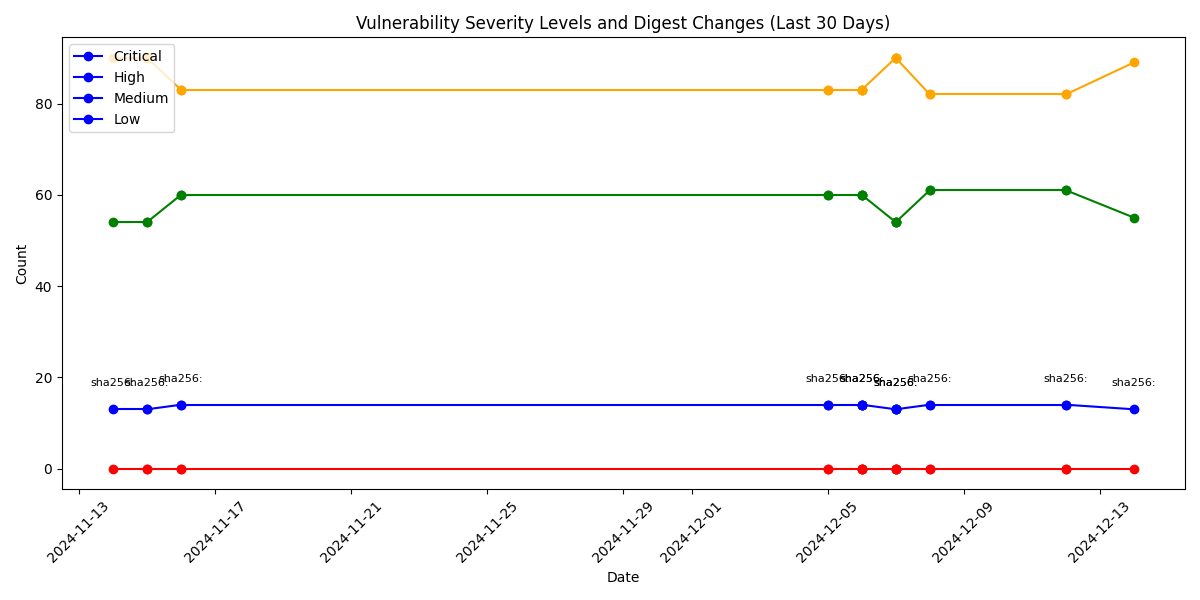 Vulnerability Severity Levels and Digest Changes (Last 30 Days)
Critical
High
Medium
Low
80
60
40
20
0
Count
sha256:
sha256:
sha256:
sha256:
sha256:
sha256:
sha256:
sha256:
sha256:
2024-11-13
2024-11-17
2024-11-21
2024-11-25
2024-11-29
2024-12-01
2024-12-05
2024-12-09
2024-12-13
Date